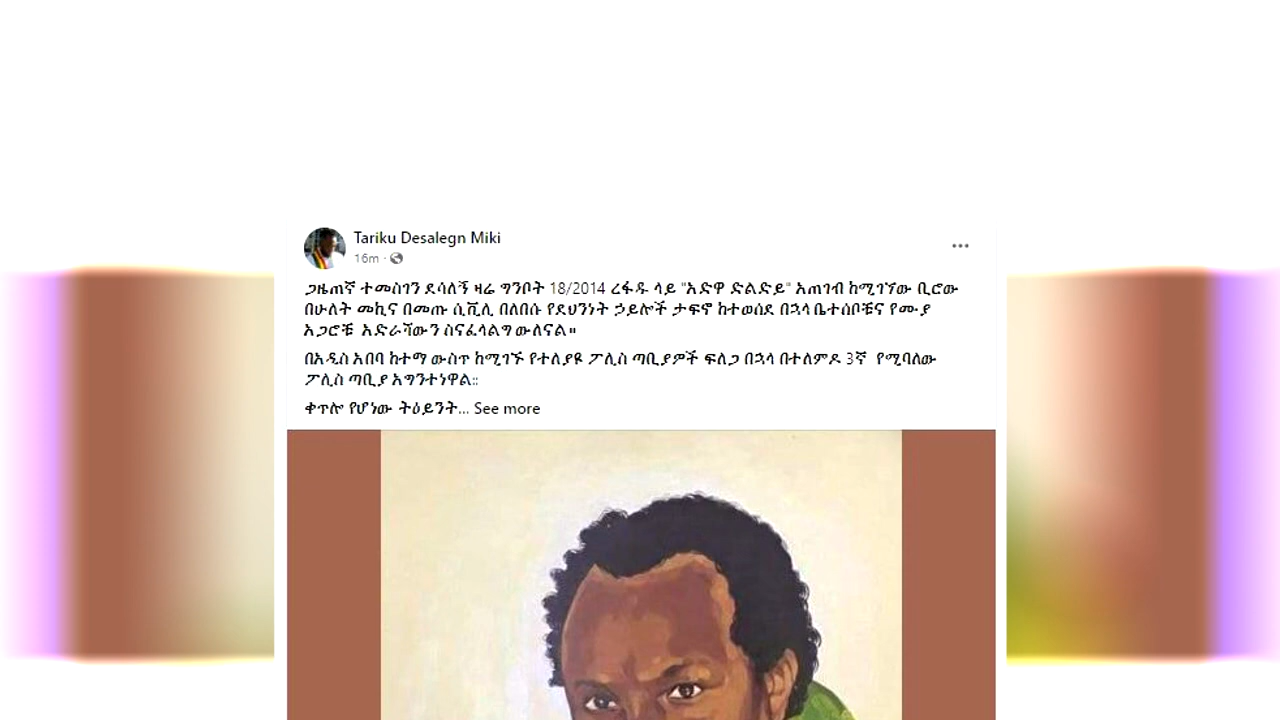 Tariku Desalegn Miki
16m ·
ጋዜጠኛ ተመስገን ደሳለኝ ዛሬ ግንቦት 18/2014 ረፋዱ ላይ "አድዋ ድልድይ" አጠገብ ከሚገኘው ቢሮው
በሁለት መኪና በመጡ ሲቪሊ በለበሱ የደህንነት ኃይሎች ታፍኖ ከተወሰደ በኋላ ቤተሰቦቹና የሙያ
አጋሮቹ አድራሻውን ስናፈላልግ ውለናል።
በአዲስ አበባ ከተማ ውስጥ ከሚገኙ የተለያዩ ፖሊስ ጣቢያዎች ፍለጋ በኋላ በተለምዶ 3ኛ የሚባለው
ፖሊስ ጣቢያ አግንተነዋል::
ቀጥሎ የሆነው ትዕይንት... See more